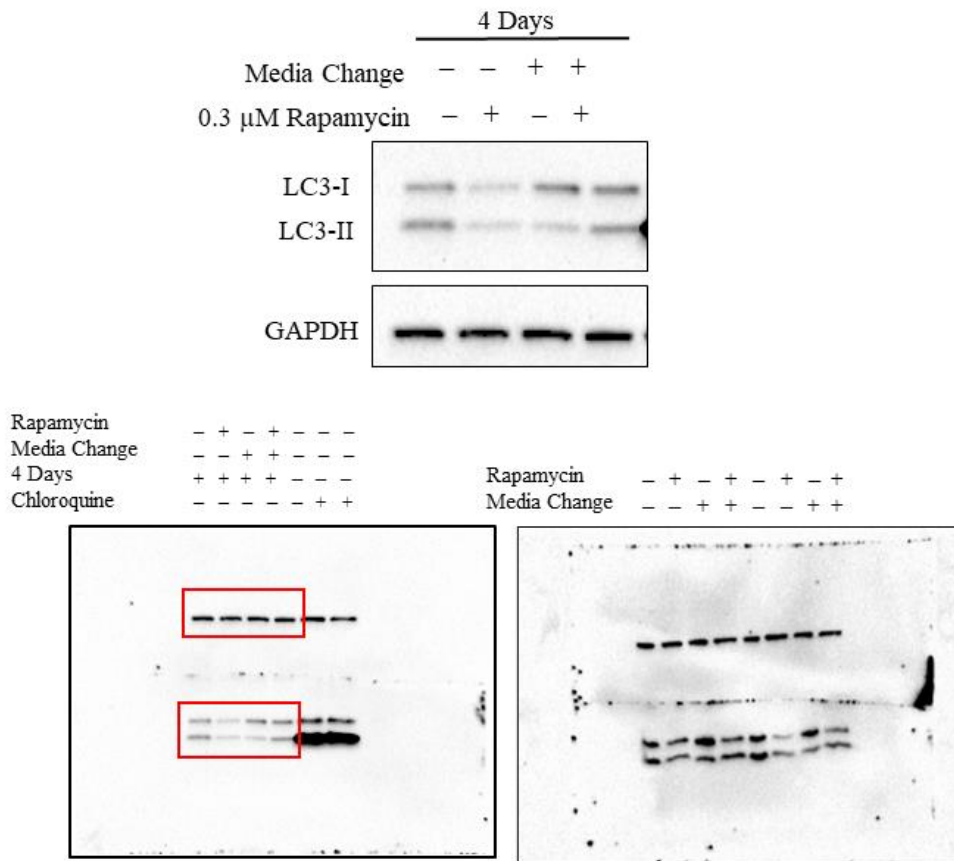 4 Days
Media Change – – + +
0.3 µM Rapamycin – + – +
LC3-I
LC3-II
GAPDH
Rapamycin – + – + – – –
Media Change – – + + – – –
4 Days + + + + – – –
Chloroquine – – – – – + +
Rapamycin – + – + – + – +
Media Change – – + + – – + +